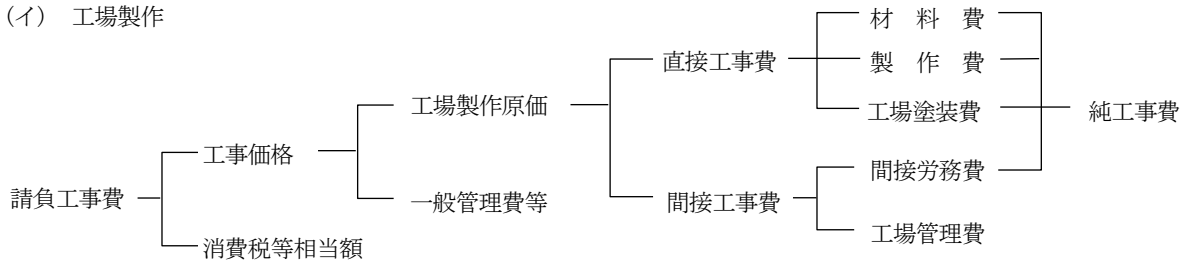 (イ) 工場製作
材 料 費
直接工事費
製 作 費
工場製作原価
工場塗装費
純工事費
工事価格
間接労務費
請負工事費
一般管理費等
間接工事費
工場管理費
消費税等相当額